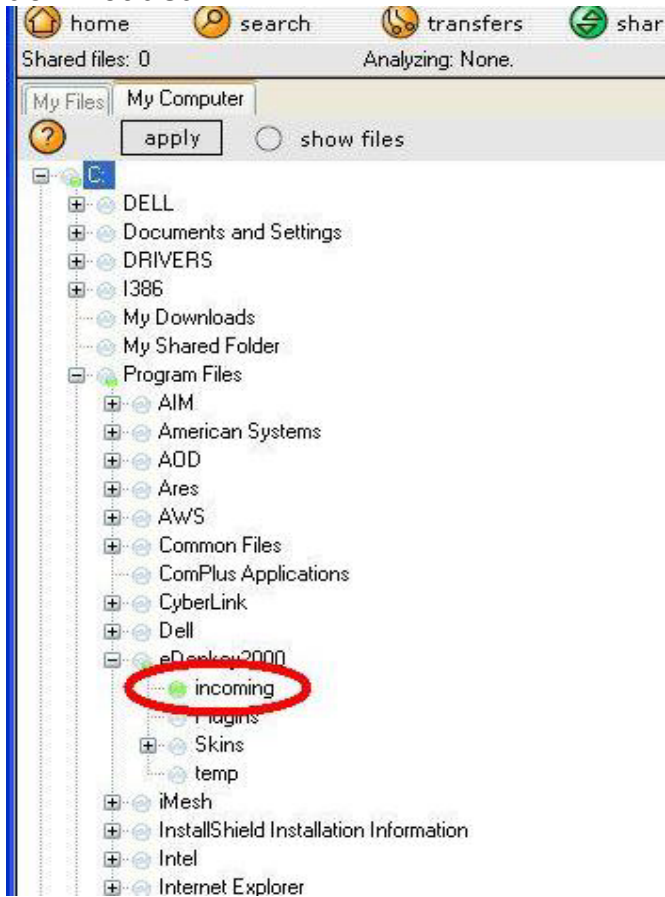 home search transfers shar
Shared files: 0 Analyzing: None.
My Files My Computer
? apply show files
C:
DELL
Documents and Settings
DRIVERS
I386
My Downloads
My Shared Folder
Program Files
AIM
American Systems
AOD
Ares
AWS
Common Files
ComPlus Applications
CyberLink
Dell
eDonkey2000
incoming
Plugins
Skins
temp
iMesh
InstallShield Installation Information
Intel
Internet Explorer